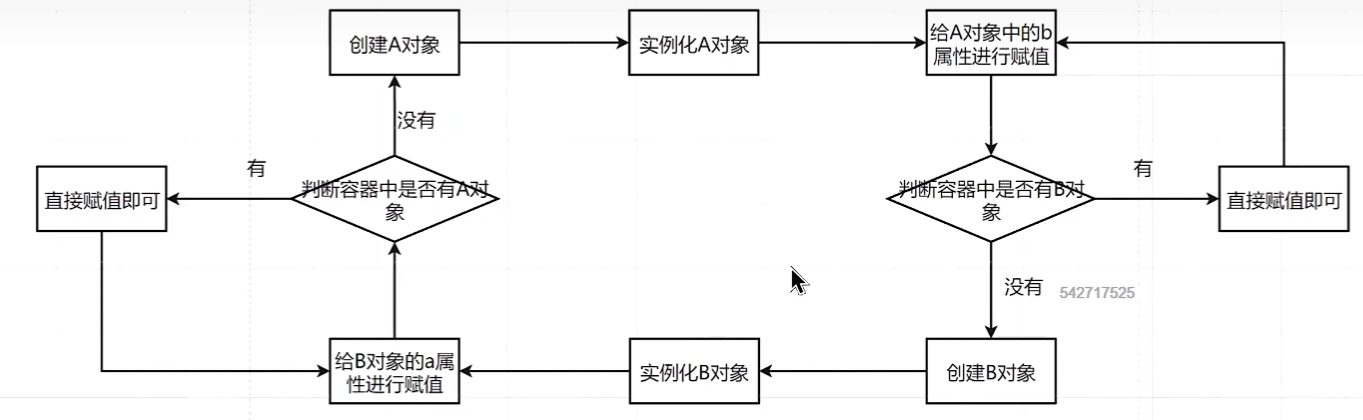 创建A对象
实例化A对象
给A对象中的b
属性进行赋值
没有
有
有
直接赋值即可
判断容器中是否有A对
象
判断容器中是否有B对
象
直接赋值即可
没有
542717525
给B对象的a属
性进行赋值
实例化B对象
创建B对象